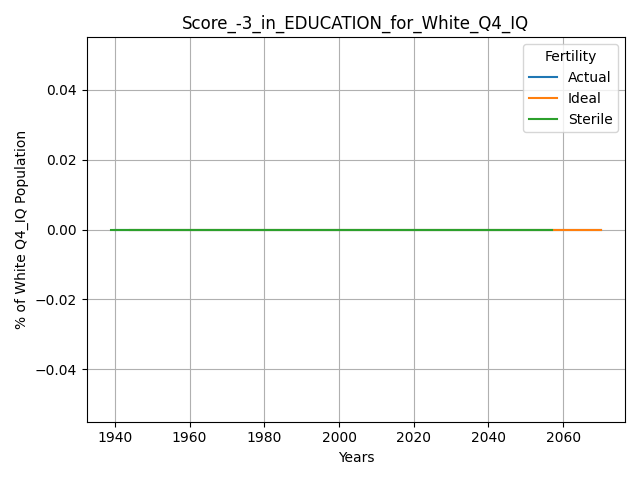 Score_-3_in_EDUCATION_for_White_Q4_IQ
Fertility
Actual
Ideal
Sterile
% of White Q4_IQ Population
0.04
0.02
0.00
−0.02
−0.04
1940 1960 1980 2000 2020 2040 2060
Years